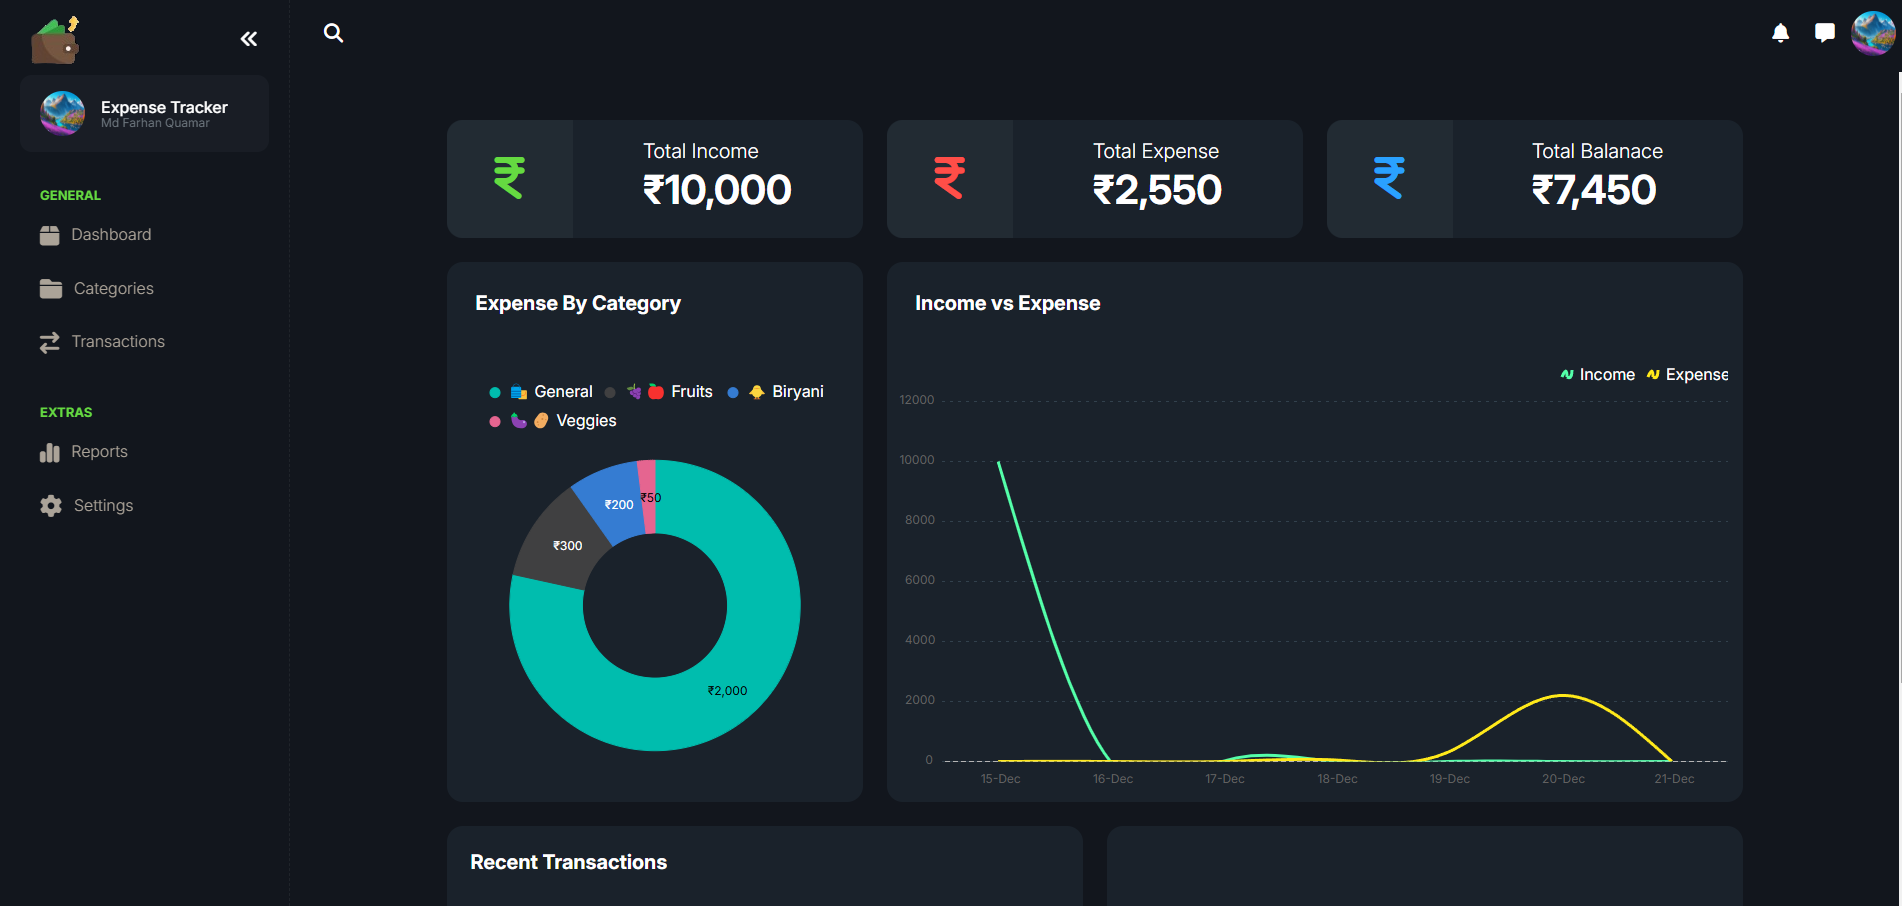 Expense Tracker
Md Farhan Quamar
GENERAL
Dashboard
Categories
Transactions
EXTRAS
Reports
Settings
Total Income
₹
₹10,000
Total Expense
₹
₹2,550
Total Balanace
₹
₹7,450
Expense By Category
General Fruits Biryani
Veggies
₹50
₹200
₹300
₹2,000
Income vs Expense
Income Expense
12000
10000
8000
6000
4000
2000
0
15-Dec 16-Dec 17-Dec 18-Dec 19-Dec 20-Dec 21-Dec
Recent Transactions